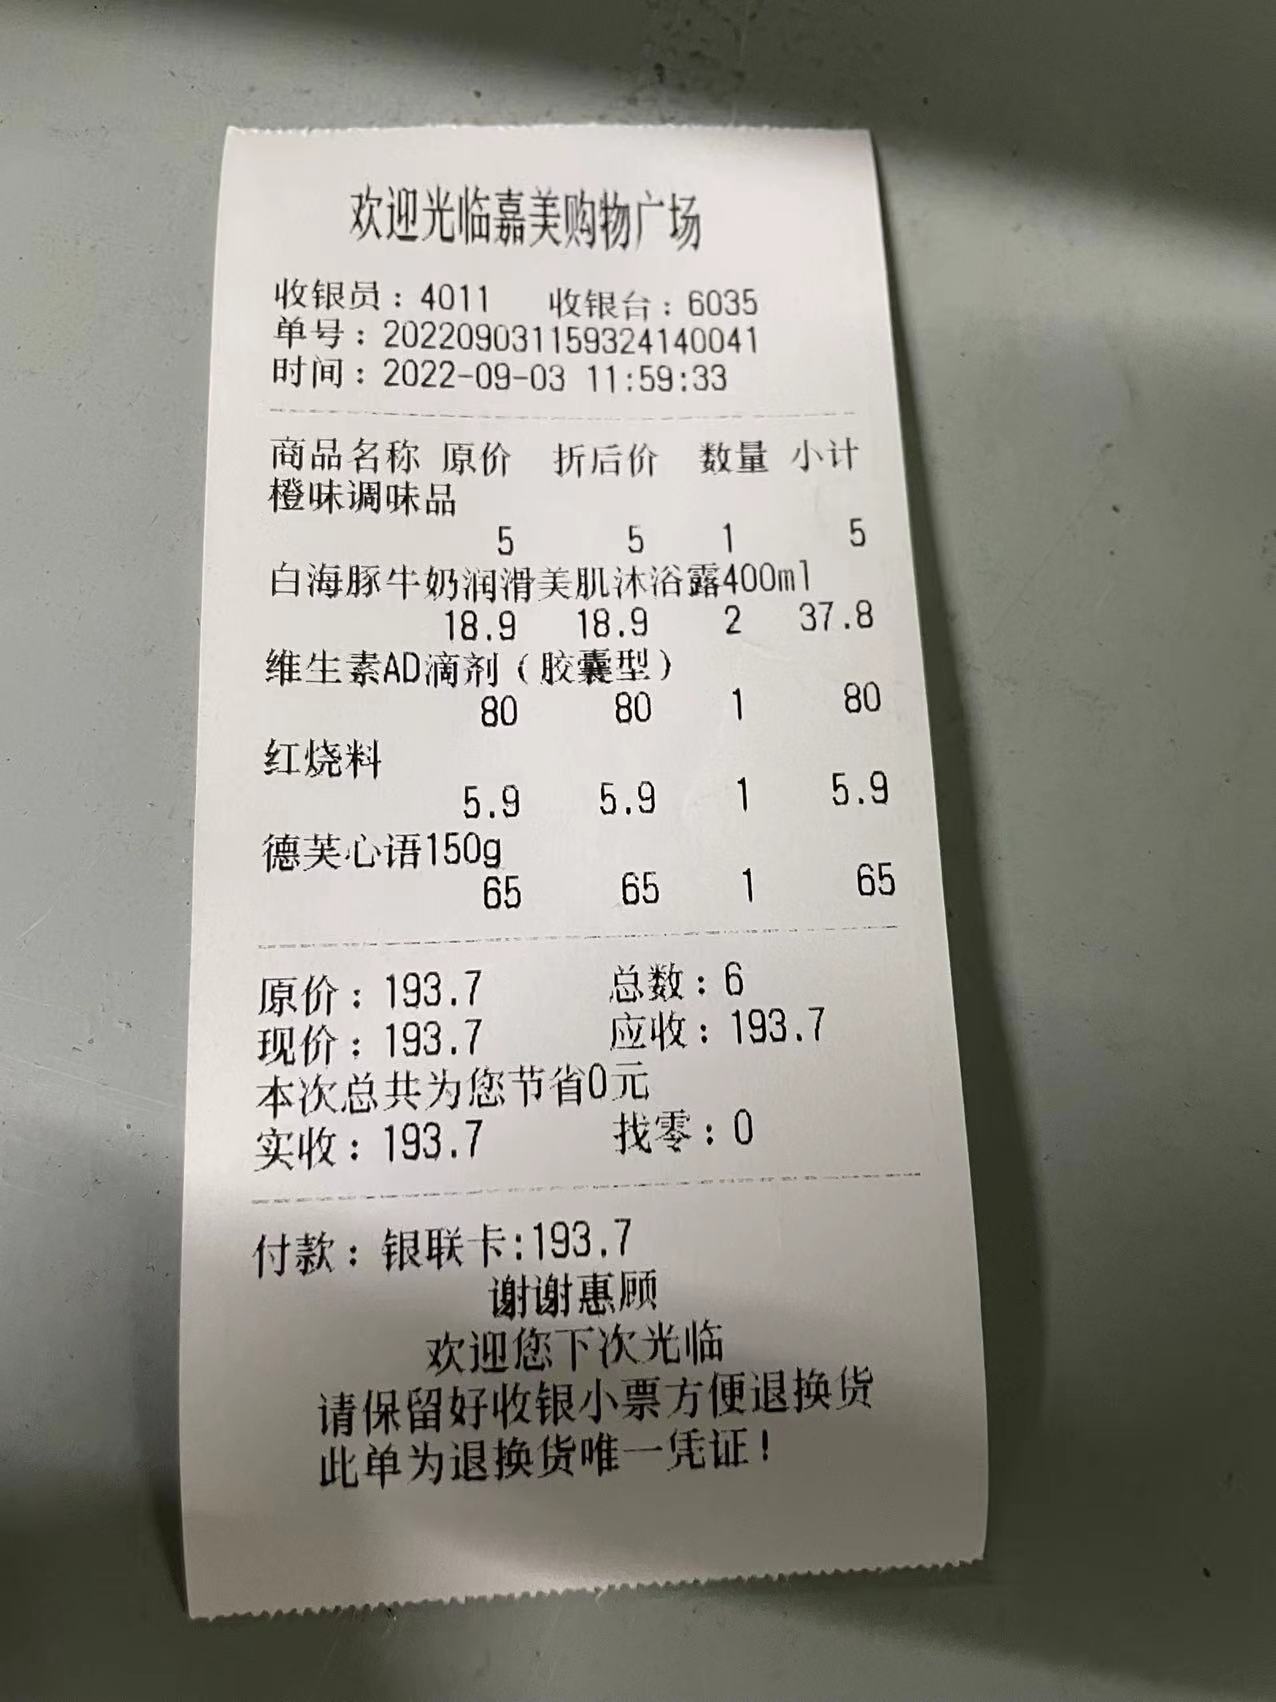 欢迎光临嘉美购物广场
收银员：4011 收银台：6035
单号：20220903115932414​0041
时间：2022-09-03 11:59:33
商品名称 原价 折后价 数量 小计
橙味调味品
5 5 1 5
白海豚牛奶润滑美肌沐浴露400ml
18.9 18.9 2 37.8
维生素AD滴剂（胶囊型）
80 80 1 80
红烧料
5.9 5.9 1 5.9
德芙心语150g
65 65 1 65
原价：193.7 总数：6
现价：193.7 应收：193.7
本次总共为您节省0元
实收：193.7 找零：0
付款：银联卡:193.7
谢谢惠顾
欢迎您下次光临
请保留好收银小票方便退换货
此单为退换货唯一凭证！